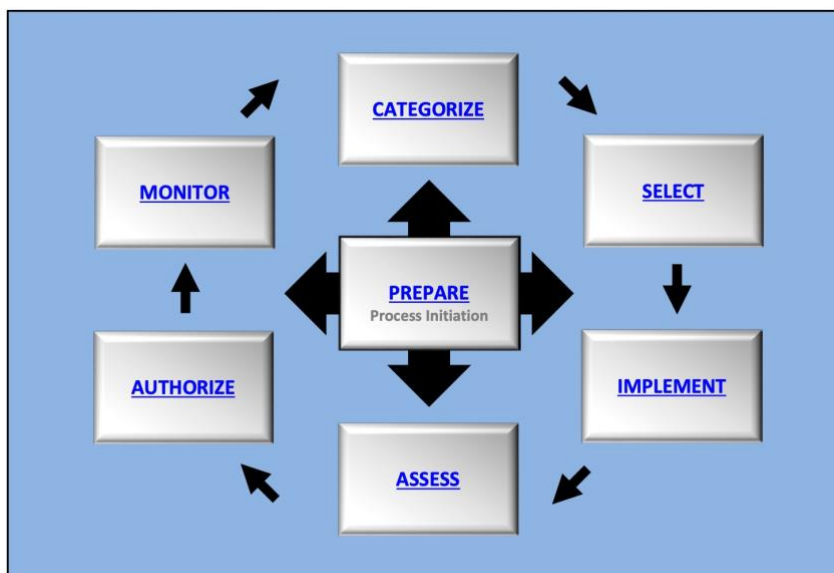 CATEGORIZE
MONITOR
SELECT
PREPARE
Process Initiation
AUTHORIZE
IMPLEMENT
ASSESS